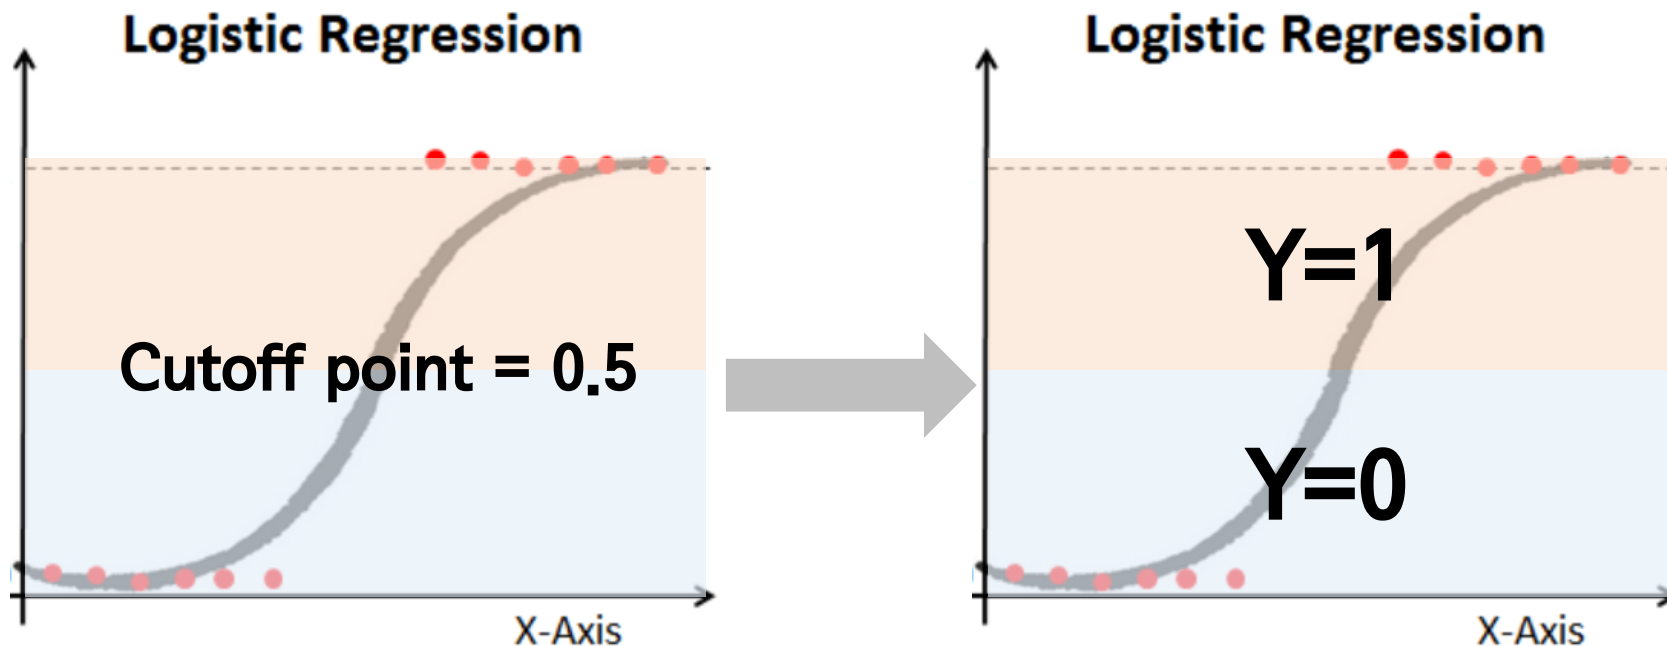 Logistic Regression
Cutoff point = 0.5
X-Axis
Logistic Regression
Y=1
Y=0
X-Axis